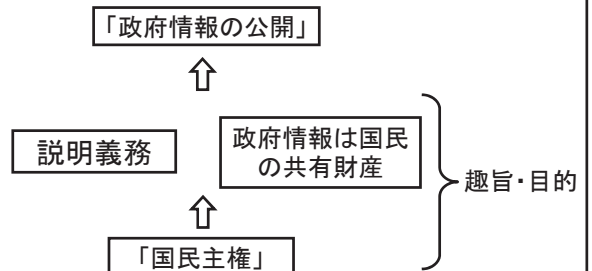 「政府情報の公開」
説明義務
政府情報は国民
の共有財産
趣旨・目的
「国民主権」